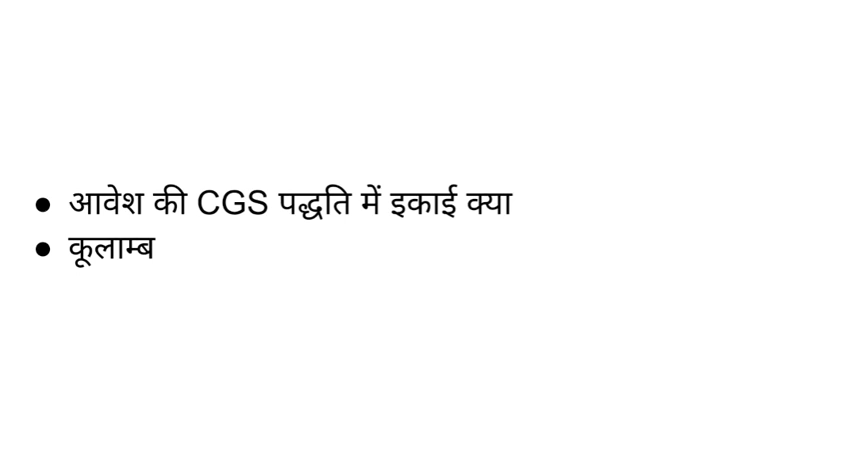 ● आवेश की CGS पद्धति में इकाई क्या
● कूलाम्ब